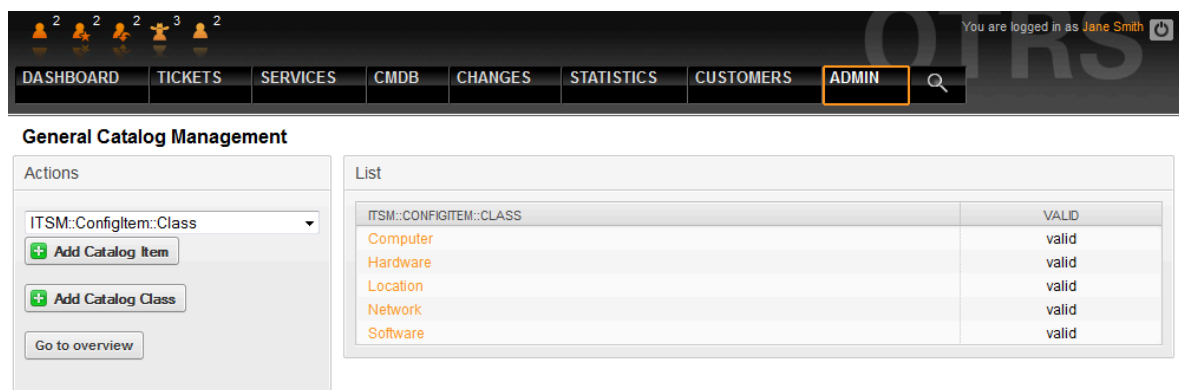 2 2 2 3 2
OTRS
You are logged in as Jane Smith
DASHBOARD TICKETS SERVICES CMDB CHANGES STATISTICS CUSTOMERS ADMIN
General Catalog Management
Actions
ITSM::ConfigItem::Class
Add Catalog Item
Add Catalog Class
Go to overview
List
ITSM::CONFIGITEM::CLASS VALID
Computer valid
Hardware valid
Location valid
Network valid
Software valid